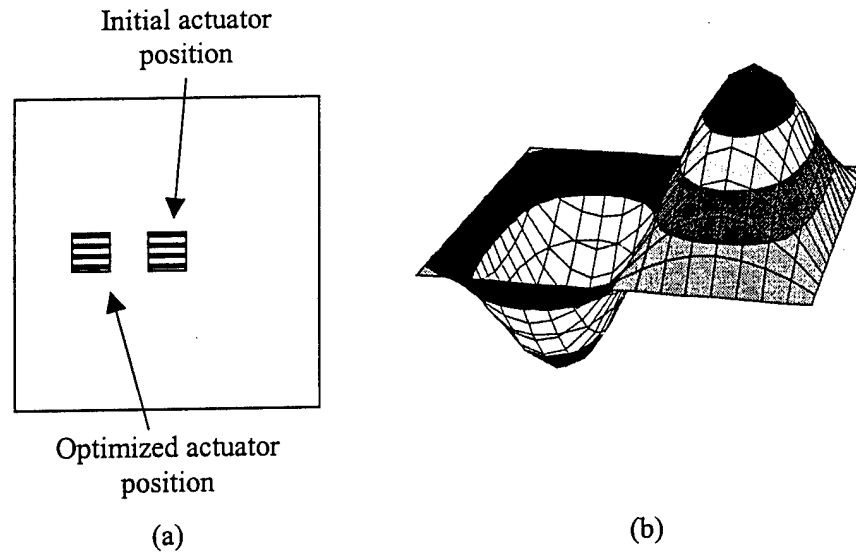 Initial actuator
position
Optimized actuator
position
(a)
(b)